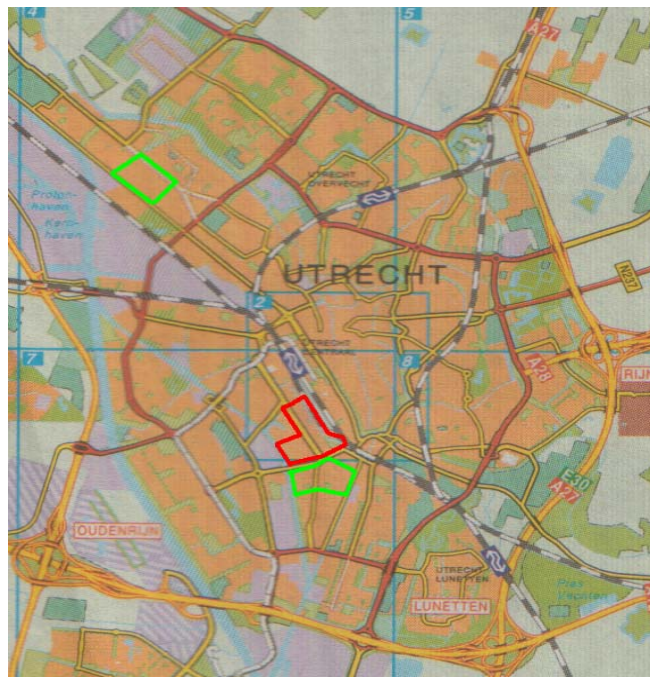 4
5
A27
UTRECHT
OVERVECHT
Proton-
haven
Kern-
haven
UTRECHT
N237
2
UTRECHT
CENTRAAL
7
8
A28
RIJN
E30
A27
OUDENRIJN
UTRECHT
LUNETTEN
LUNETTEN
Plas
Vechten